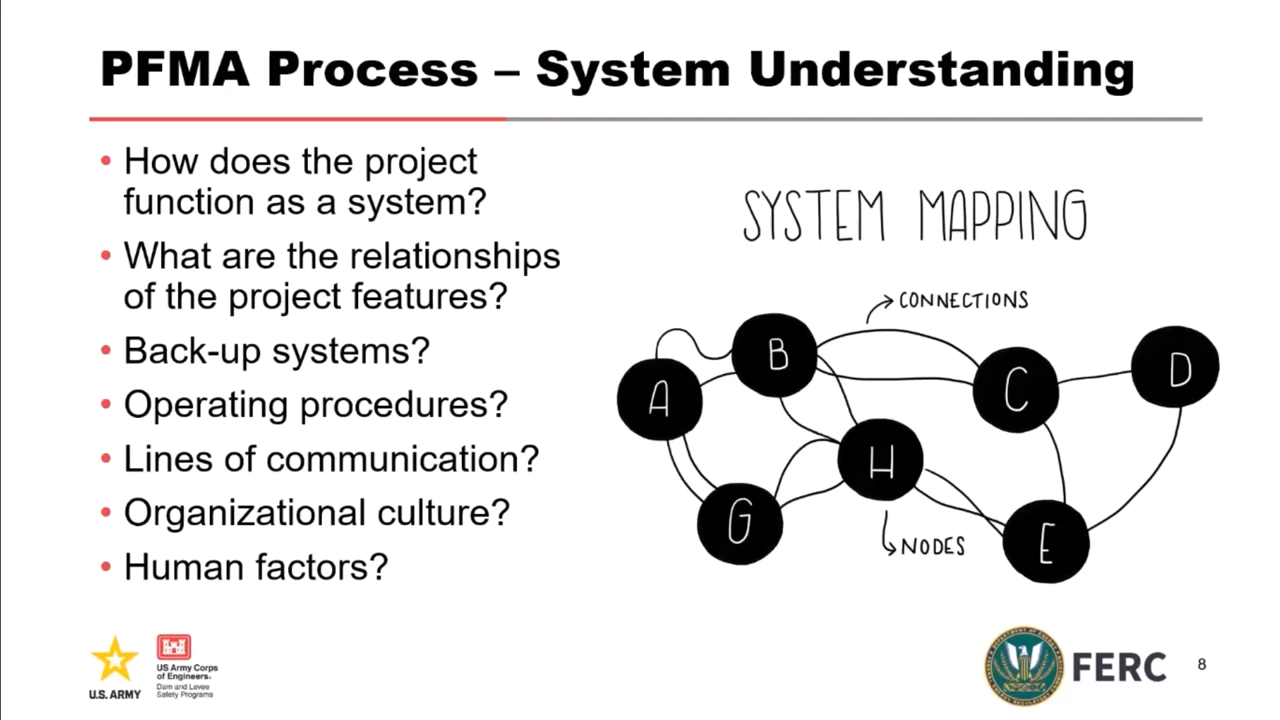 PFMA Process – System Understanding
• How does the project
function as a system?
• What are the relationships
of the project features?
• Back-up systems?
• Operating procedures?
• Lines of communication?
• Organizational culture?
• Human factors?
SYSTEM MAPPING
CONNECTIONS
A
B
C
D
H
G
E
NODES
U.S. ARMY
US Army Corps
of Engineers®
Dam and Levee
Safety Programs
FERC
8